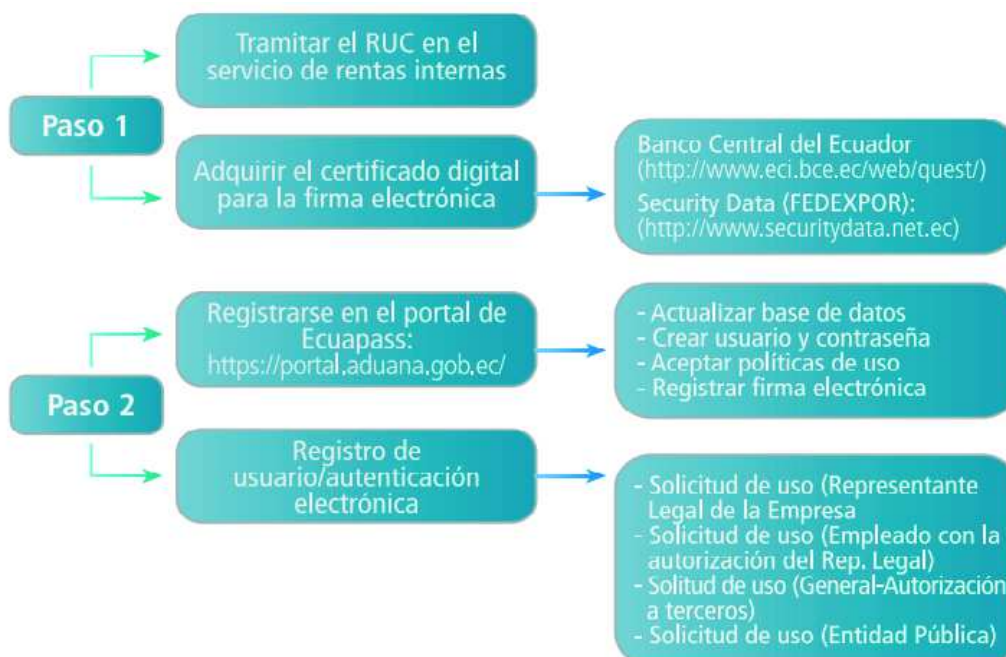 Paso 1
Tramitar el RUC en el
servicio de rentas internas
Adquirir el certificado digital
para la firma electrónica
Banco Central del Ecuador
(http://www.eci.bce.ec/web/quest/)
Security Data (FEDEXPOR):
(http://www.securitydata.net.ec)
Paso 2
Registrarse en el portal de
Ecuapass:
https://portal.aduana.gob.ec/
- Actualizar base de datos
- Crear usuario y contraseña
- Aceptar políticas de uso
- Registrar firma electrónica
Registro de
usuario/autenticación
electrónica
- Solicitud de uso (Representante
Legal de la Empresa
- Solicitud de uso (Empleado con la
autorización del Rep. Legal)
- Solitud de uso (General-Autorización
a terceros)
- Solicitud de uso (Entidad Pública)